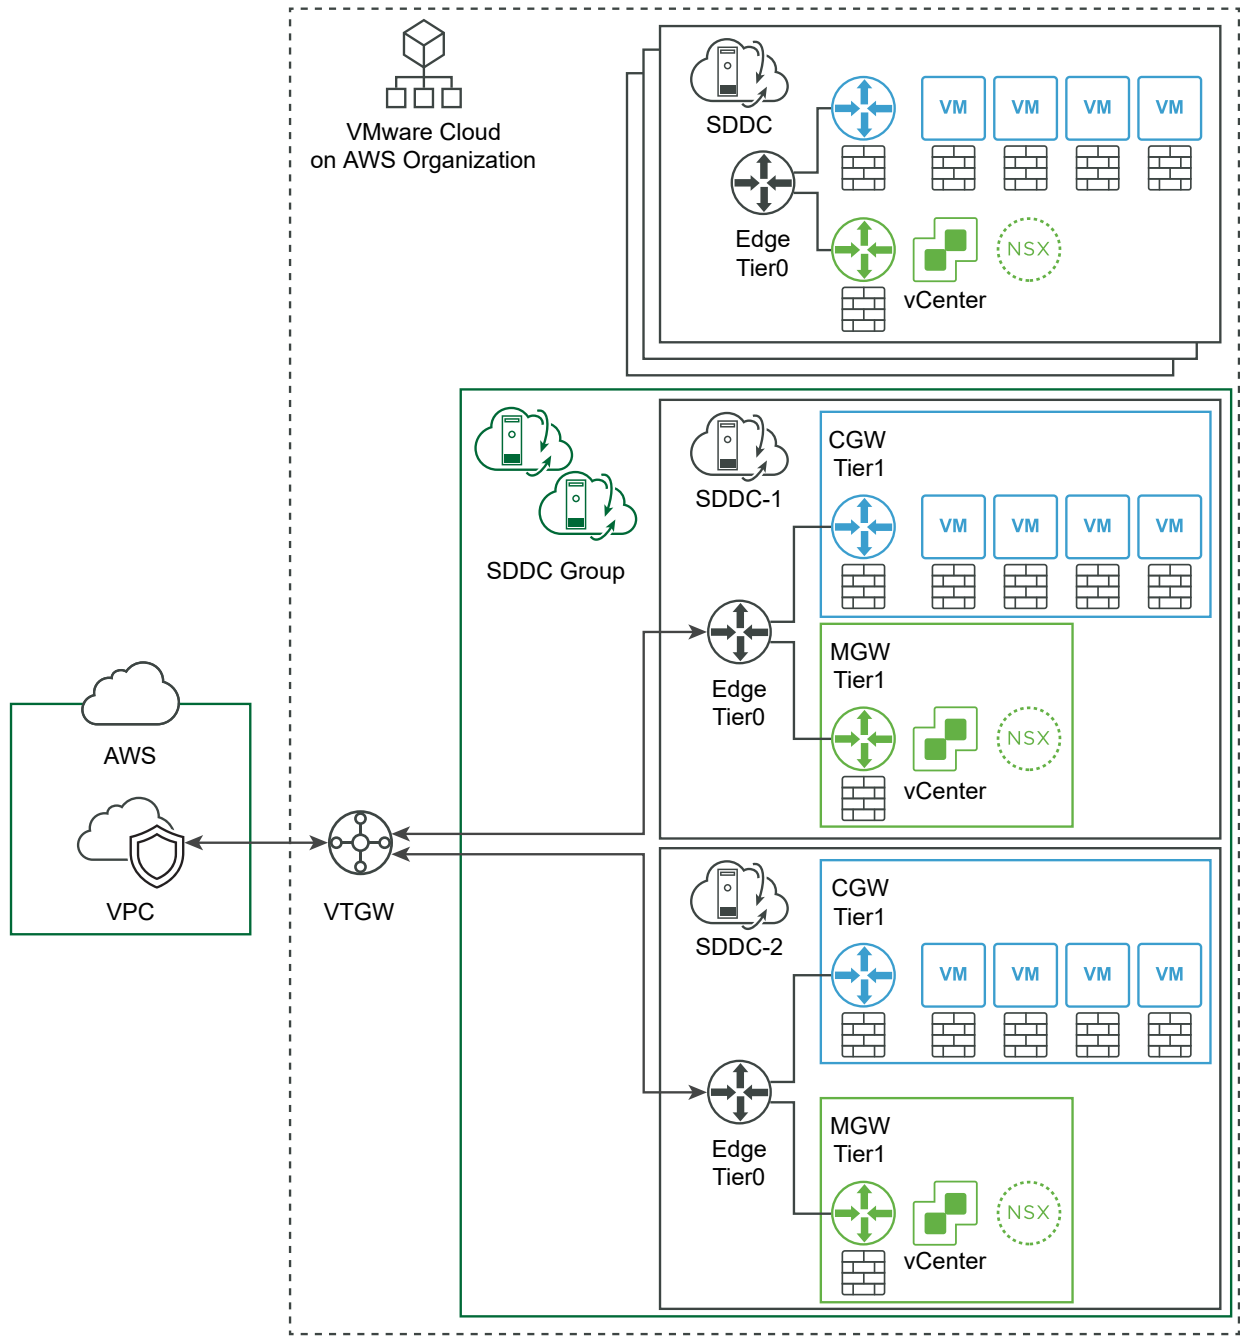 VMware Cloud
on AWS Organization
SDDC
VM VM VM VM
Edge
Tier0
NSX
vCenter
SDDC Group
SDDC-1
CGW
Tier1
VM VM VM VM
Edge
Tier0
MGW
Tier1
NSX
vCenter
AWS
VPC
VTGW
SDDC-2
CGW
Tier1
VM VM VM VM
Edge
Tier0
MGW
Tier1
NSX
vCenter